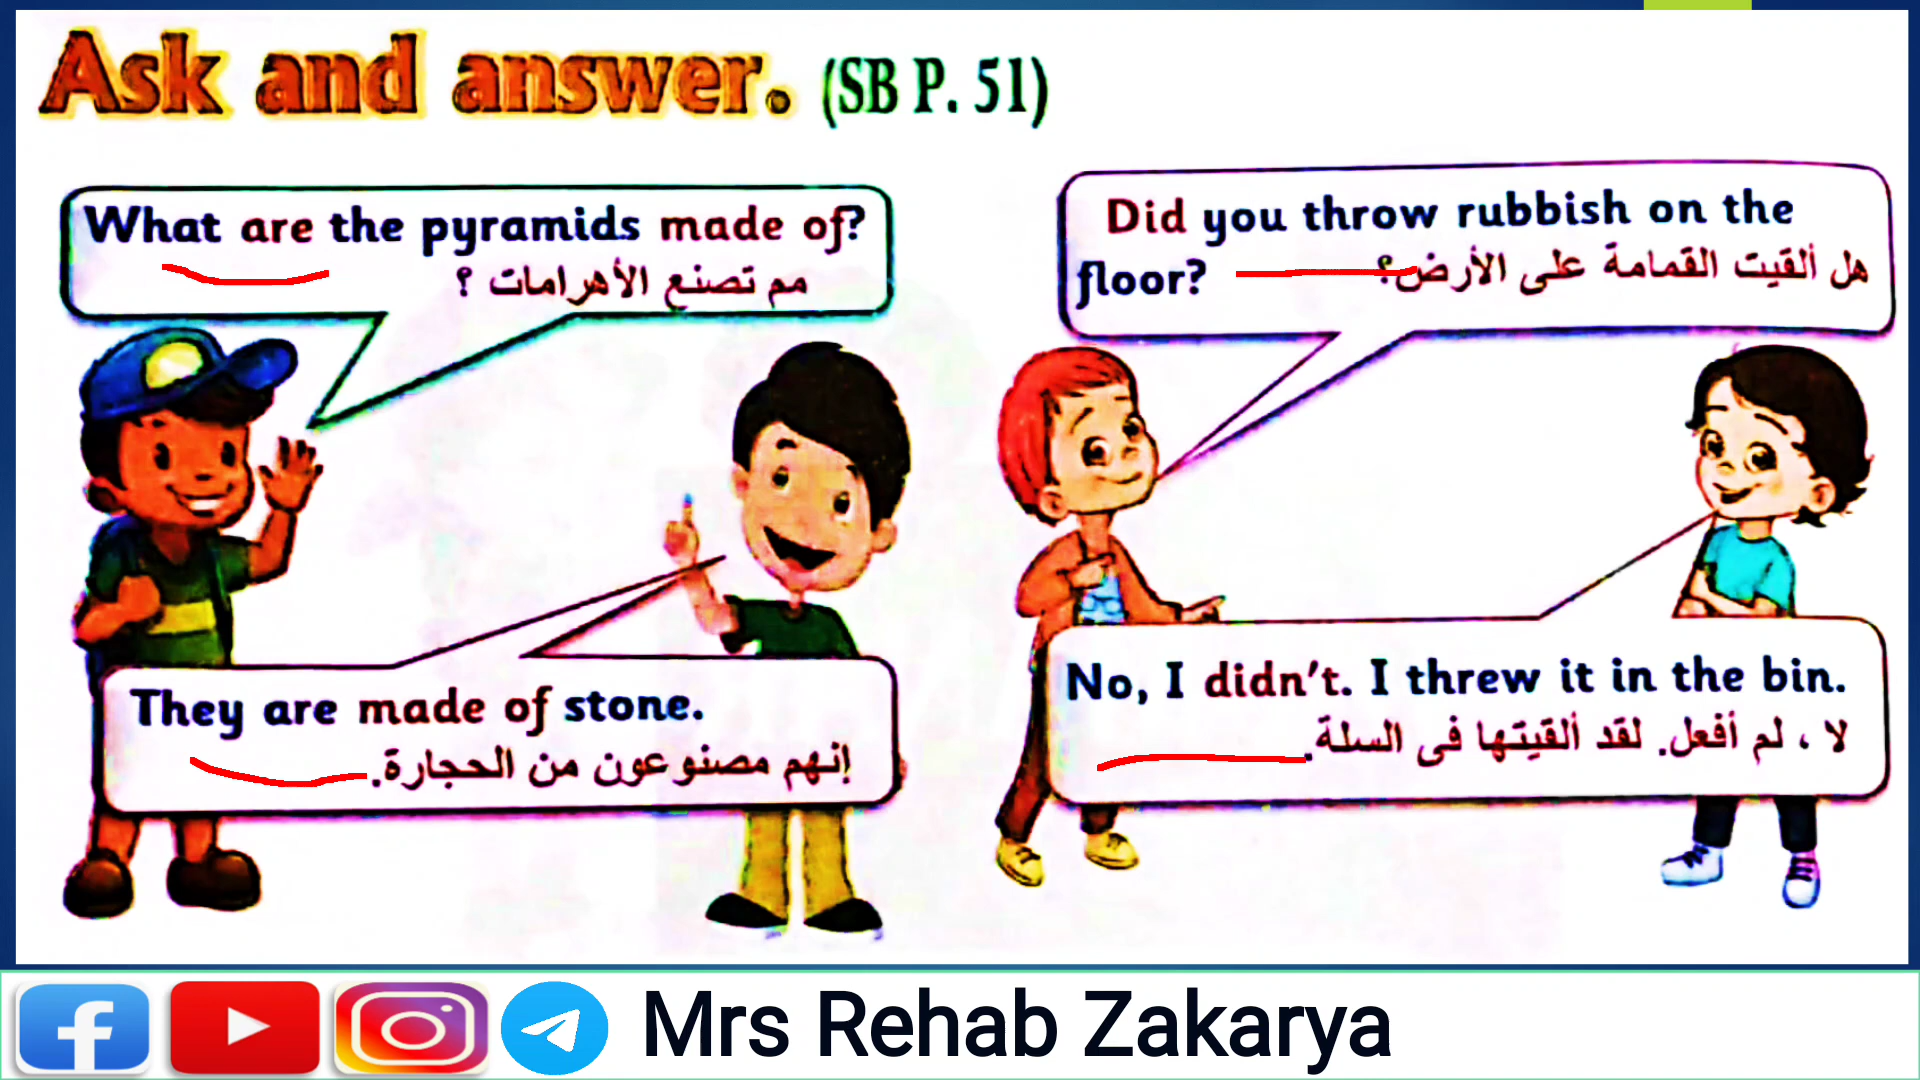 Ask and answer. (SB P. 51)
What are the pyramids made of?
مم تصنع الأهرامات ؟
They are made of stone.
إنهم مصنوعون من الحجارة.
Did you throw rubbish on the
floor? هل ألقيت القمامة على الأرض ؟
No, I didn't. I threw it in the bin.
لا ، لم أفعل. لقد ألقيتها فى السلة.
Mrs Rehab Zakarya